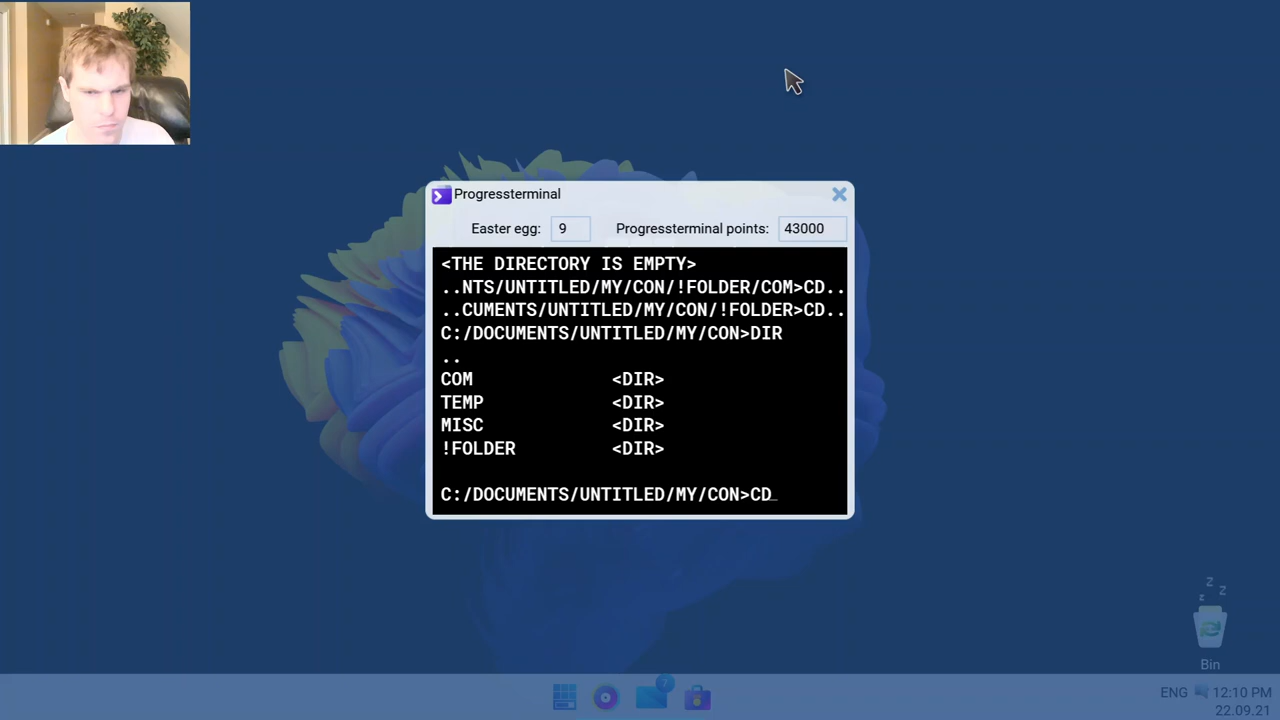 Progressterminal
Easter egg: 9 Progressterminal points: 43000
<THE DIRECTORY IS EMPTY>
..NTS/UNTITLED/MY/CON/!FOLDER/COM>CD..
..CUMENTS/UNTITLED/MY/CON/!FOLDER>CD..
C:/DOCUMENTS/UNTITLED/MY/CON>DIR
..
COM <DIR>
TEMP <DIR>
MISC <DIR>
!FOLDER <DIR>
C:/DOCUMENTS/UNTITLED/MY/CON>CD_
z z z
Bin
7
ENG 12:10 PM
22.09.21